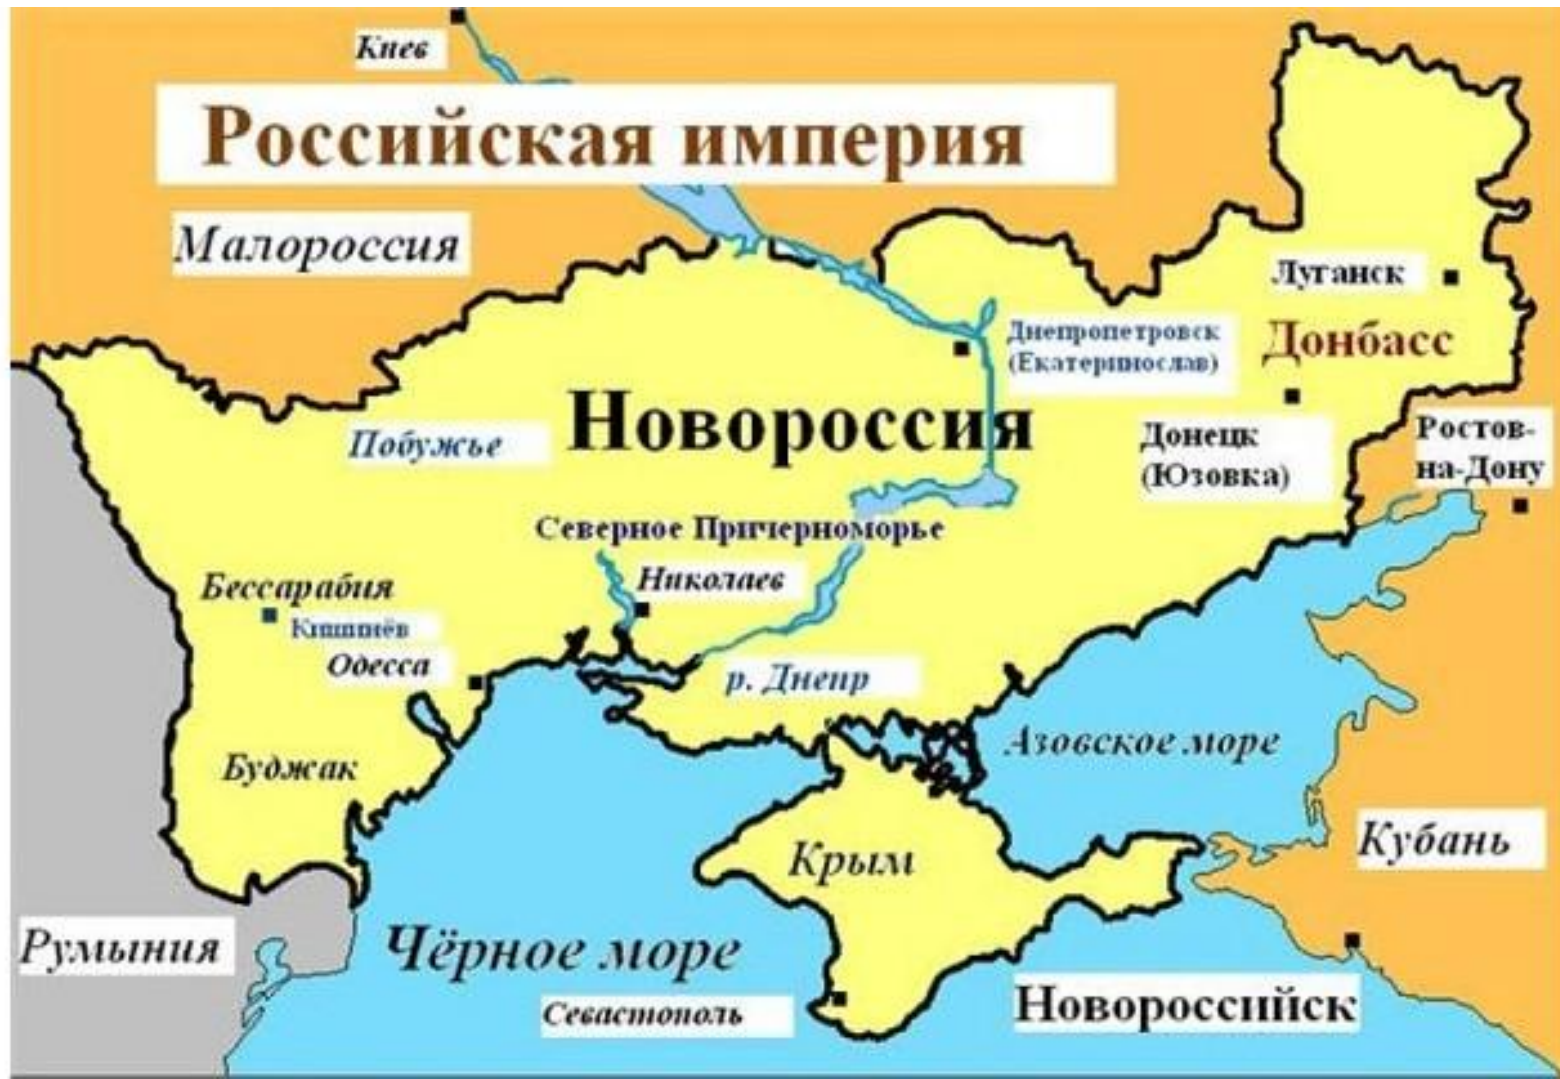 Киев
Российская империя
Малороссия
Луганск
Днепропетровск
(Екатеринослав)
Донбасс
Новороссия
Побужье
Донецк
(Юзовка)
Ростов-
на-Дону
Северное Причерноморье
Бессарабия
Николаев
Кишинёв
Одесса
р. Днепр
Буджак
Азовское море
Крым
Кубань
Румыния
Чёрное море
Севастополь
Новороссийск